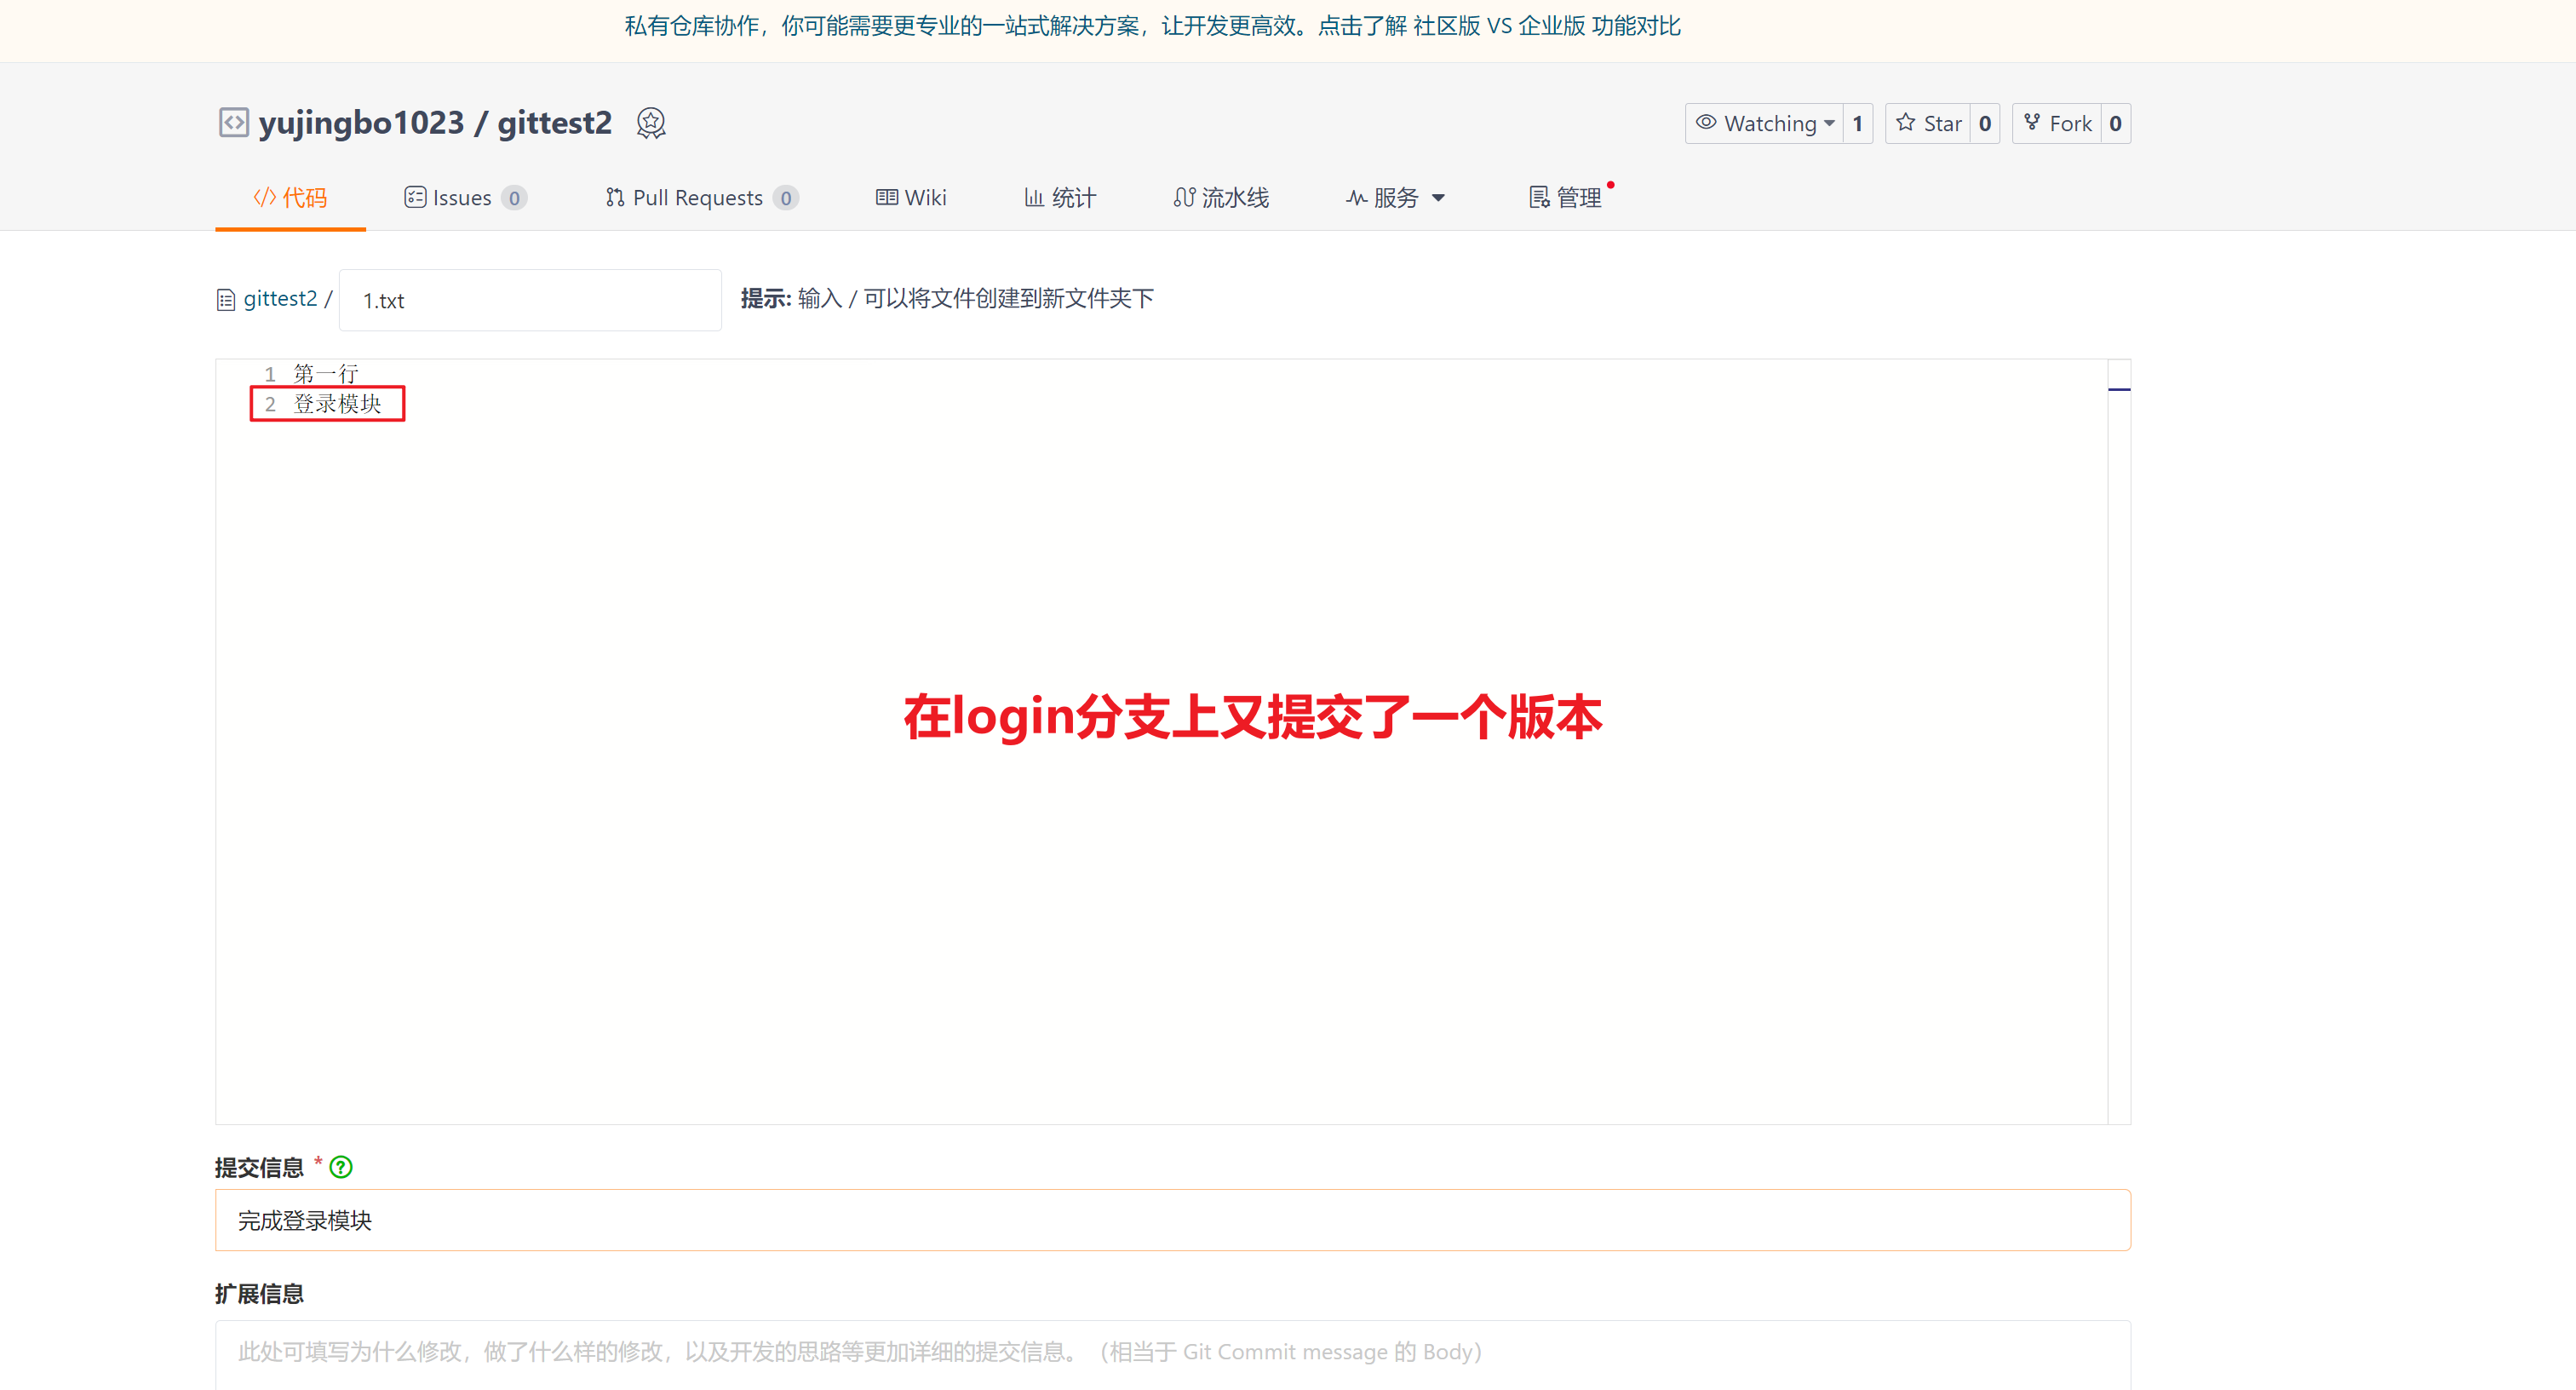 私有仓库协作，你可能需要更专业的一站式解决方案，让开发更高效。点击了解 社区版 VS 企业版 功能对比
yujingbo1023 / gittest2
Watching 1 Star 0 Fork 0
代码 Issues 0 Pull Requests 0 Wiki 统计 流水线 服务 管理
gittest2 / 1.txt 提示: 输入 / 可以将文件创建到新文件夹下
1 第一行
2 登录模块
在login分支上又提交了一个版本
提交信息 * ?
完成登录模块
扩展信息
此处可填写为什么修改，做了什么样的修改，以及开发的思路等更加详细的提交信息。（相当于 Git Commit message 的 Body）